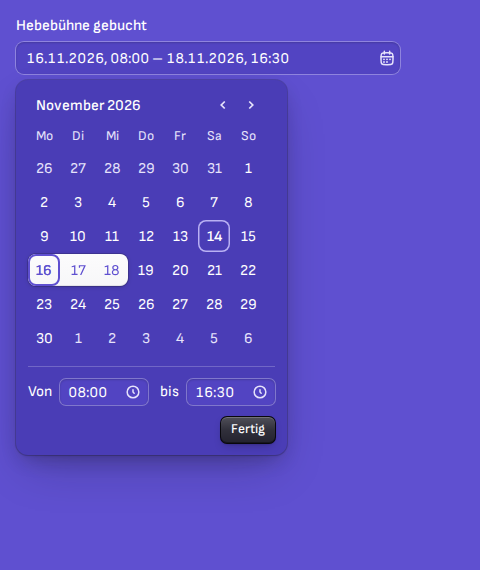 Hebebühne gebucht
16.11.2026, 08:00 – 18.11.2026, 16:30
November 2026
Mo Di Mi Do Fr Sa So
26 27 28 29 30 31 1
2 3 4 5 6 7 8
9 10 11 12 13 14 15
16 17 18 19 20 21 22
23 24 25 26 27 28 29
30 1 2 3 4 5 6
Von 08:00 bis 16:30
Fertig